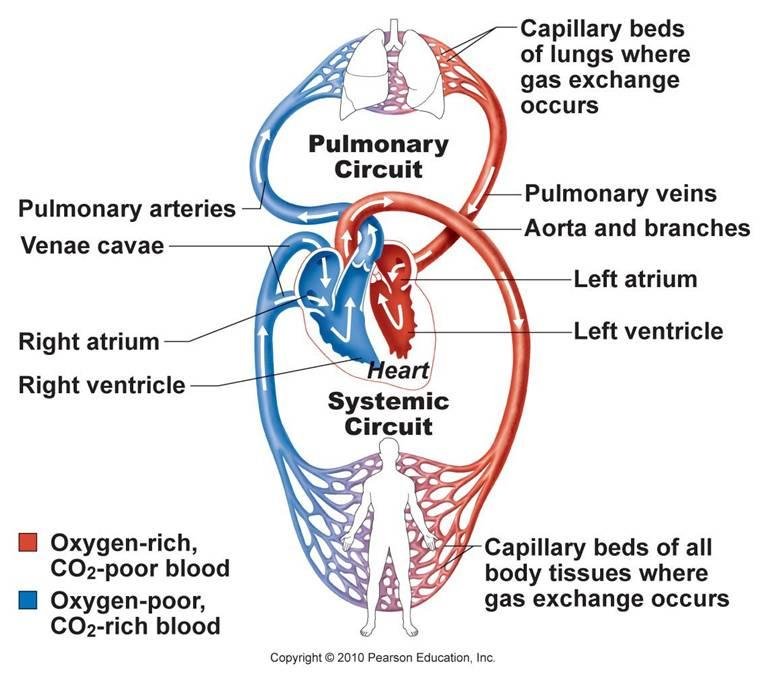 Capillary beds
of lungs where
gas exchange
occurs
Pulmonary
Circuit
Pulmonary arteries
Venae cavae
Pulmonary veins
Aorta and branches
Left atrium
Left ventricle
Right atrium
Right ventricle
Heart
Systemic
Circuit
Oxygen-rich,
CO₂-poor blood
Oxygen-poor,
CO₂-rich blood
Capillary beds of all
body tissues where
gas exchange occurs
Copyright © 2010 Pearson Education, Inc.